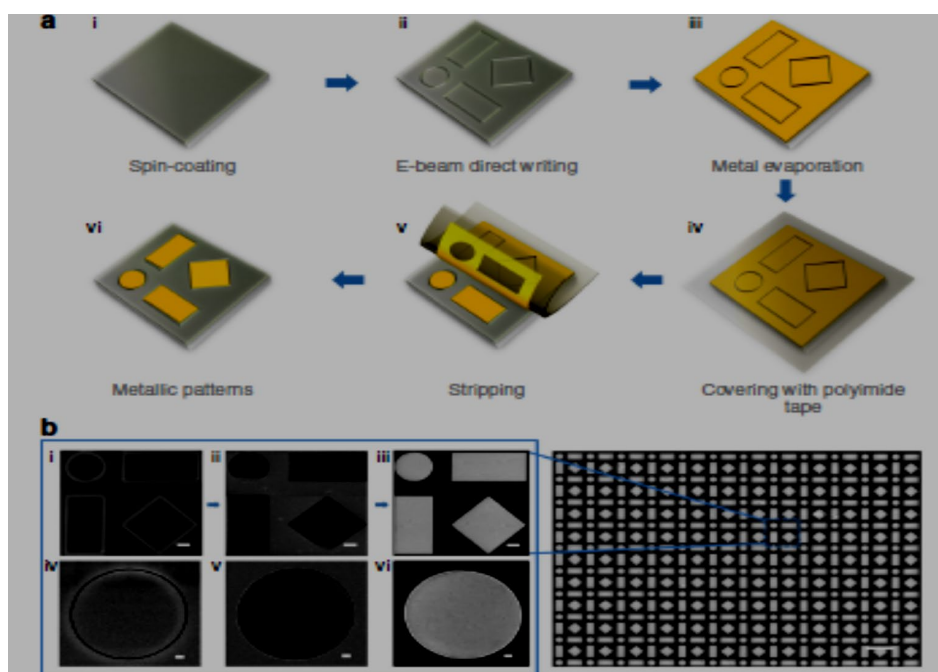 a
i ii iii
Spin-coating E-beam direct writing Metal evaporation
vi v iv
Metallic patterns Stripping Covering with polyimide
tape
b
i ii iii
iv v vi